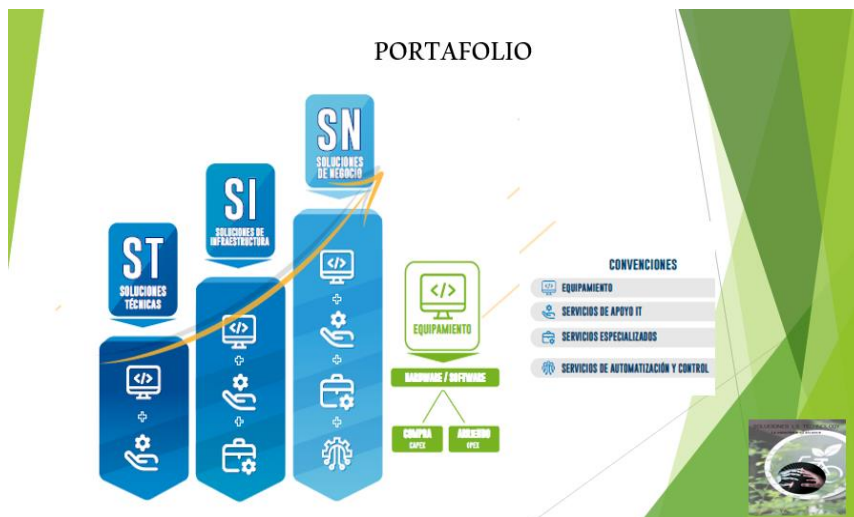 PORTAFOLIO
SN
SOLUCIONES
DE NEGOCIO
SI
SOLUCIONES DE
INFRAESTRUCTURA
ST
SOLUCIONES
TÉCNICAS
</>
</>
</>
</>
EQUIPAMIENTO
HARDWARE / SOFTWARE
COMPRA
CAPEX
OPEX
CONVENCIONES
</> EQUIPAMIENTO
SERVICIOS DE APOYO IT
SERVICIOS ESPECIALIZADOS
SERVICIOS DE AUTOMATIZACIÓN Y CONTROL